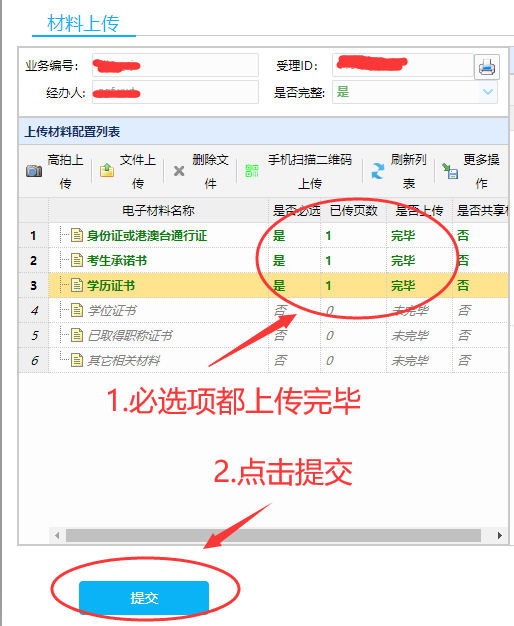 材料上传
业务编号：
受理ID：
经办人：
是否完整：
是
上传材料配置列表
高拍上传
文件上传
删除文件
手机扫描二维码上传
刷新列表
更多操作
电子材料名称 是否必选 已传页数 是否上传 是否共享
1 身份证或港澳台通行证 是 1 完毕 否
2 考生承诺书 是 1 完毕 否
3 学历证书 是 1 完毕 否
4 学位证书 否 0 未完毕 否
5 已取得职称证书 否 0 未完毕 否
6 其它相关材料 否 0 未完毕 否
1.必选项都上传完毕
2.点击提交
提交